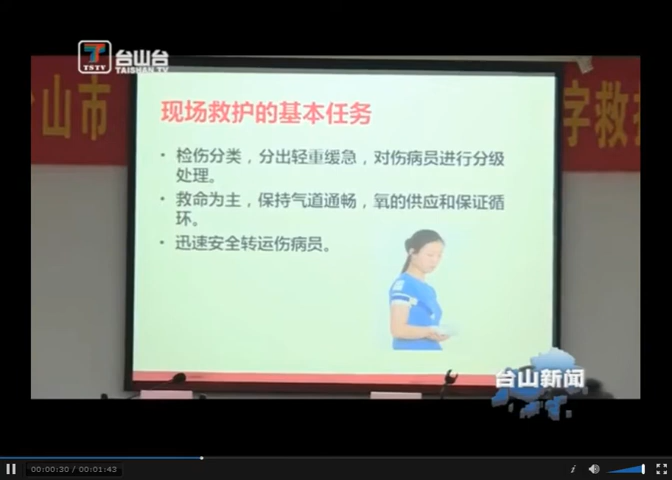 台山台
TSTV
TAISHAN TV
山市
字救护
现场救护的基本任务
• 检伤分类，分出轻重缓急，对伤病员进行分级
处理。
• 救命为主，保持气道通畅，氧的供应和保证循
环。
• 迅速安全转运伤病员。
台山新闻
00:00:30 / 00:01:43